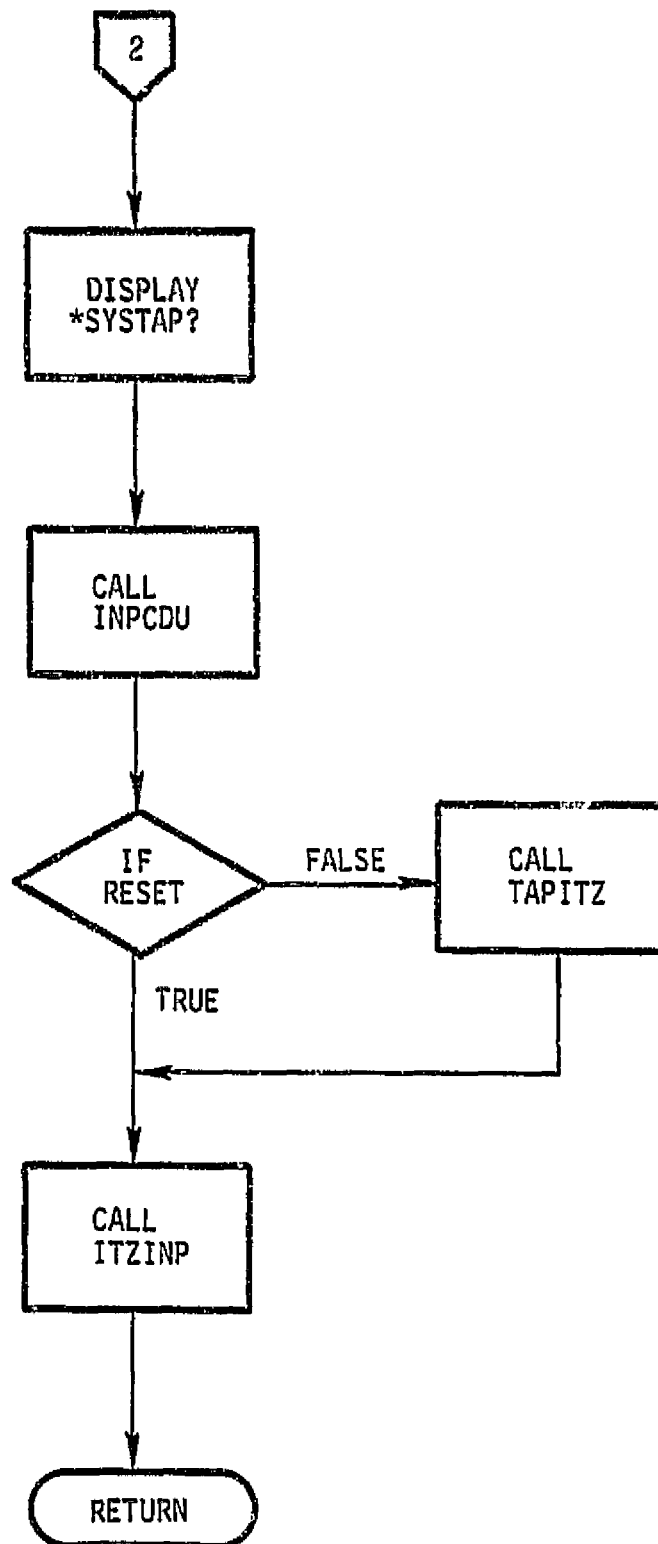 2
DISPLAY
*SYSTAP?
CALL
INPCDU
IF
RESET
FALSE
CALL
TAPITZ
TRUE
CALL
ITZINP
RETURN